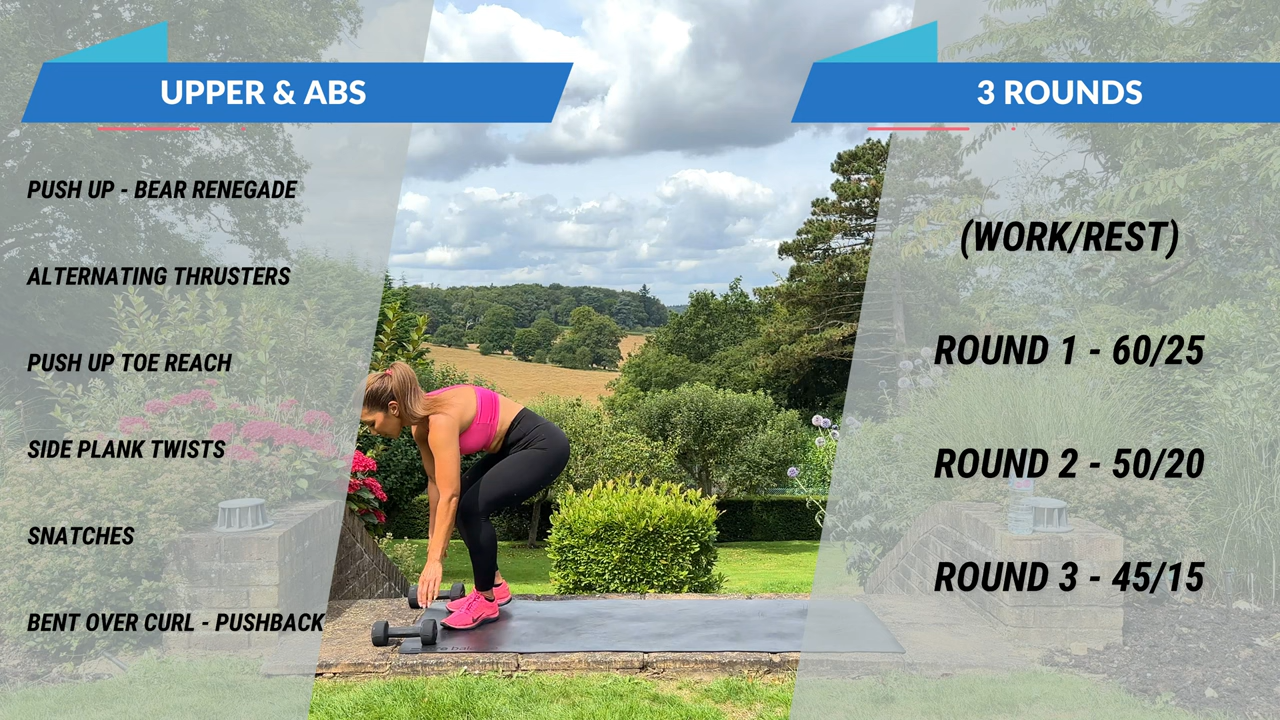 UPPER & ABS
PUSH UP - BEAR RENEGADE
ALTERNATING THRUSTERS
PUSH UP TOE REACH
SIDE PLANK TWISTS
SNATCHES
BENT OVER CURL - PUSHBACK
3 ROUNDS
(WORK/REST)
ROUND 1 - 60/25
ROUND 2 - 50/20
ROUND 3 - 45/15